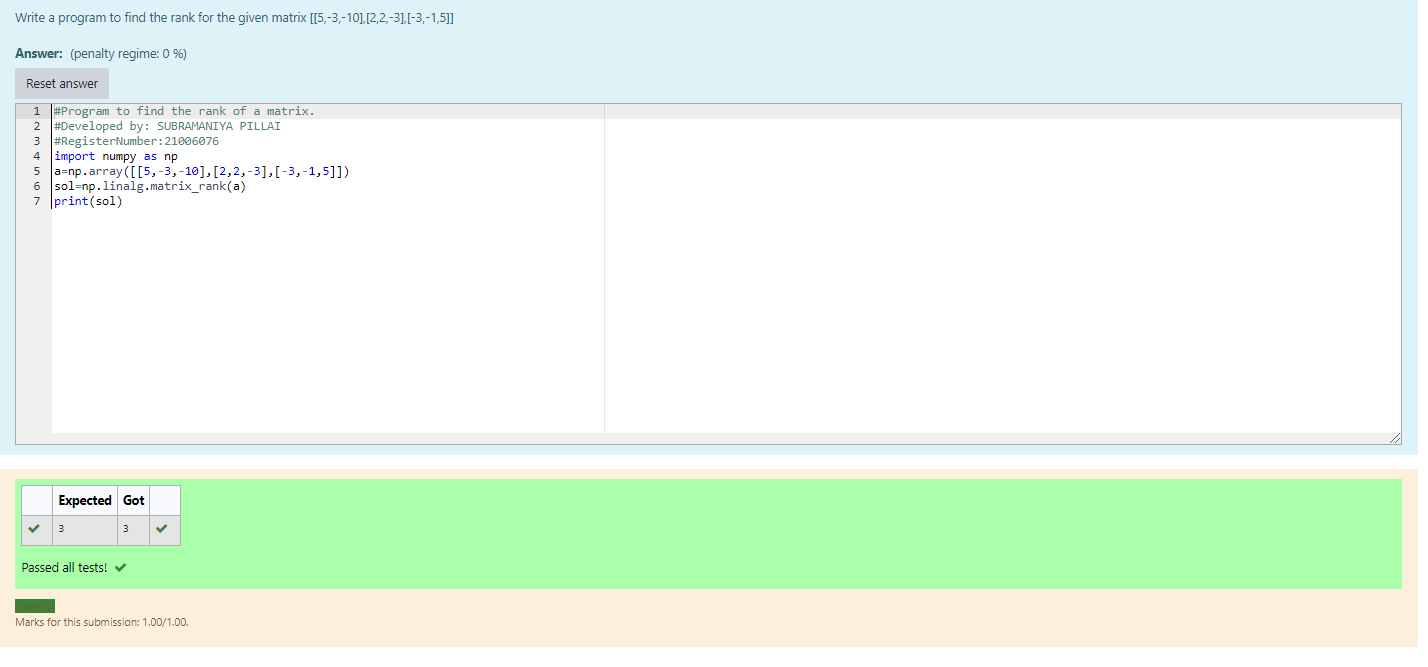 Write a program to find the rank for the given matrix [[5,-3,-10],[2,2,-3],[-3,-1,5]]
Answer: (penalty regime: 0 %)
Reset answer
1 #Program to find the rank of a matrix.
2 #Developed by: SUBRAMANIYA PILLAI
3 #RegisterNumber:21006076
4 import numpy as np
5 a=np.array([[5,-3,-10],[2,2,-3],[-3,-1,5]])
6 sol=np.linalg.matrix_rank(a)
7 print(sol)
Expected Got
3 3
Passed all tests!
Marks for this submission: 1.00/1.00.